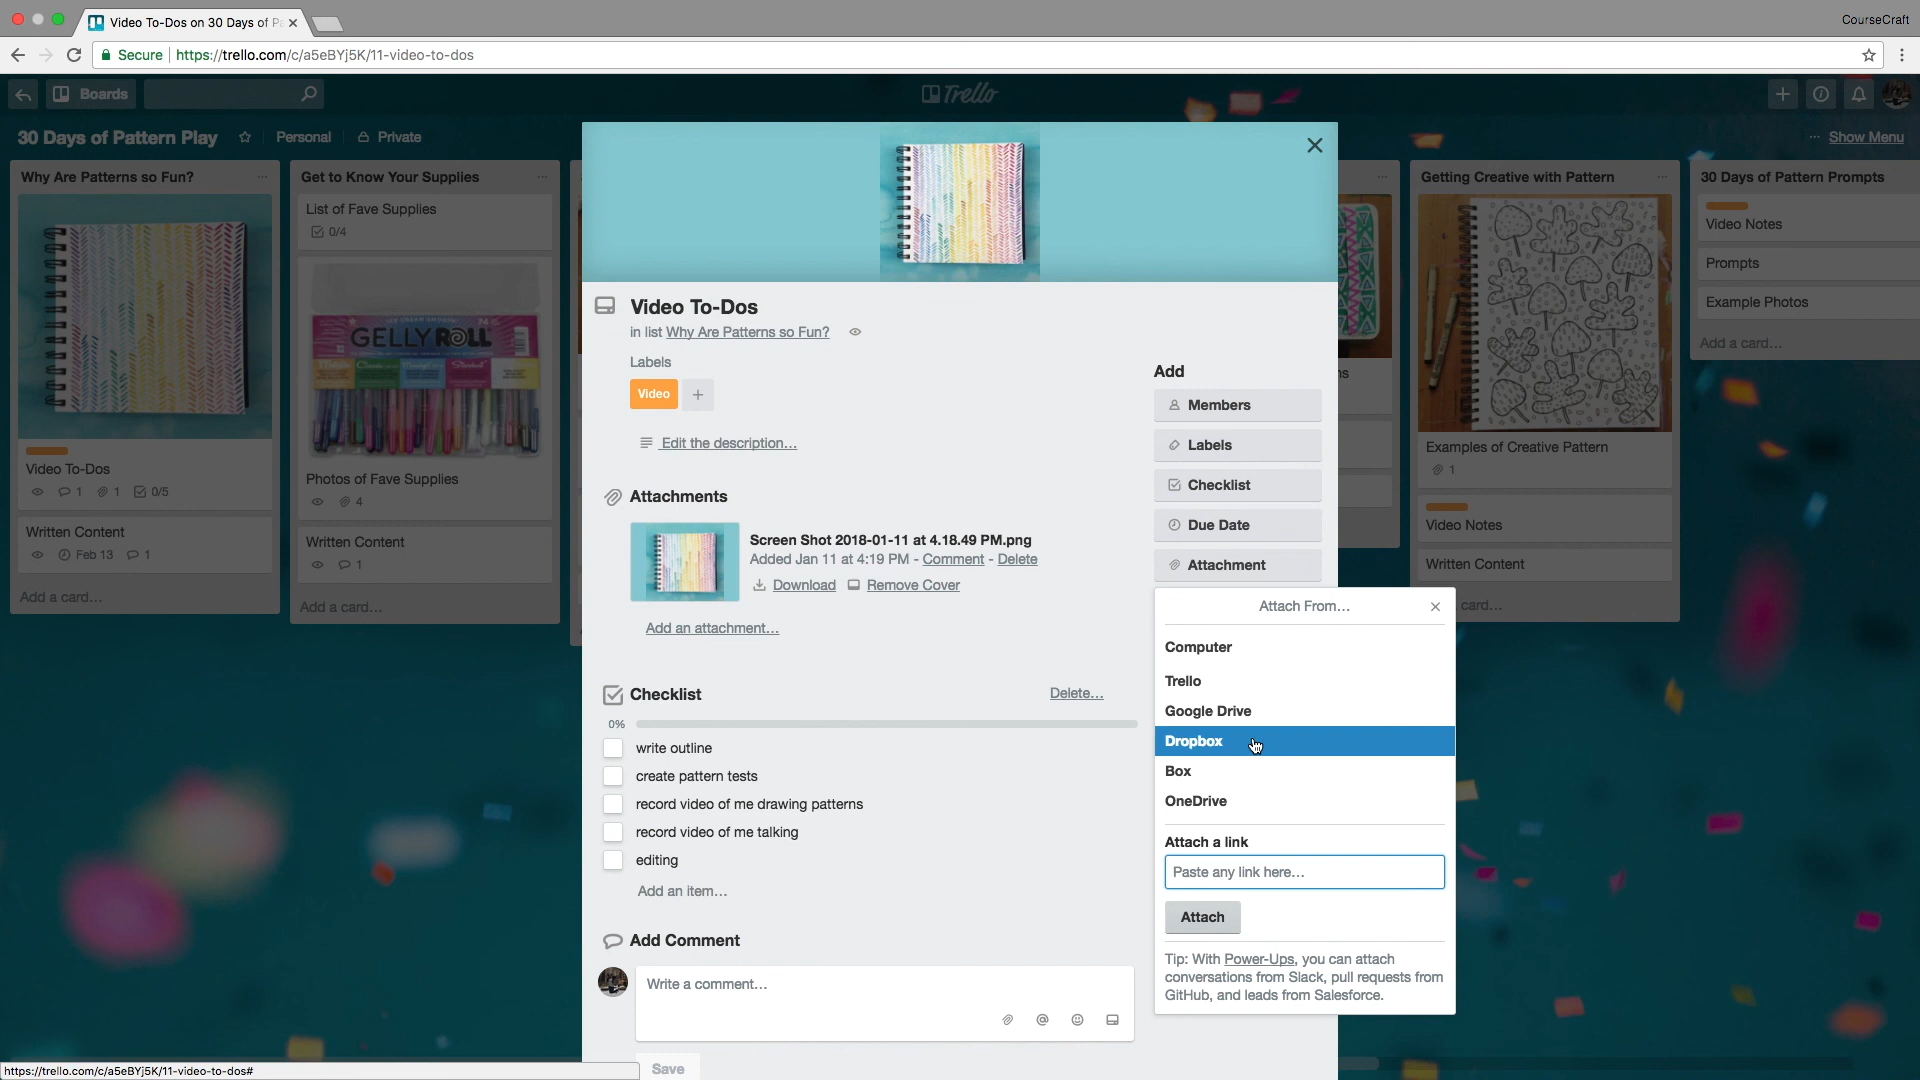 Video To-Dos on 30 Days of P
CourseCraft
Secure https://trello.com/c/a5eBYj5K/11-video-to-dos
Boards
Trello
30 Days of Pattern Play
Personal
Private
... Show Menu
Why Are Patterns so Fun?
Video To-Dos
1 1 0/5
Written Content
Feb 13 1
Add a card...
Get to Know Your Supplies
List of Fave Supplies
0/4
GELLYROLL
Photos of Fave Supplies
4
Written Content
1
Add a card...
Video To-Dos
in list Why Are Patterns so Fun?
Labels
Video +
Edit the description...
Attachments
Screen Shot 2018-01-11 at 4.18.49 PM.png
Added Jan 11 at 4:19 PM - Comment - Delete
Download Remove Cover
Add an attachment...
Checklist
Delete...
0%
write outline
create pattern tests
record video of me drawing patterns
record video of me talking
editing
Add an item...
Add Comment
Write a comment...
Save
Add
Members
Labels
Checklist
Due Date
Attachment
Attach From...
Computer
Trello
Google Drive
Dropbox
Box
OneDrive
Attach a link
Paste any link here...
Attach
Tip: With Power-Ups, you can attach
conversations from Slack, pull requests from
GitHub, and leads from Salesforce.
ns
Getting Creative with Pattern
Examples of Creative Pattern
1
Video Notes
Written Content
card...
30 Days of Pattern Prompts
Video Notes
Prompts
Example Photos
Add a card...
https://trello.com/c/a5eBYj5K/11-video-to-dos#